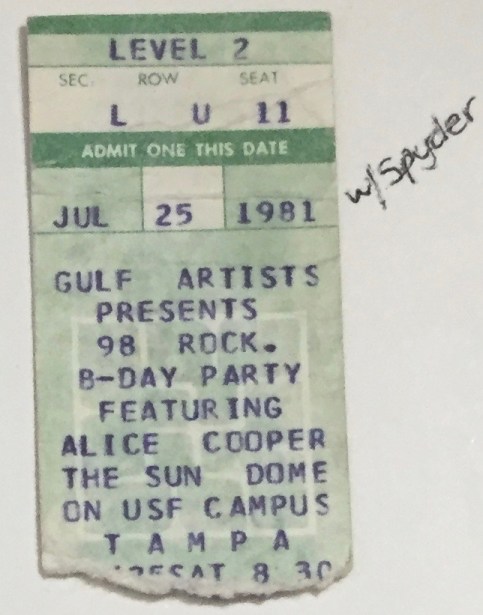 LEVEL 2
SEC. ROW SEAT
L U 11
ADMIT ONE THIS DATE
JUL 25 1981
w/Spyder
GULF ARTISTS
PRESENTS
98 ROCK.
B-DAY PARTY
FEATURING
ALICE COOPER
THE SUN DOME
ON USF CAMPUS
TAMPA
SAT 8 30